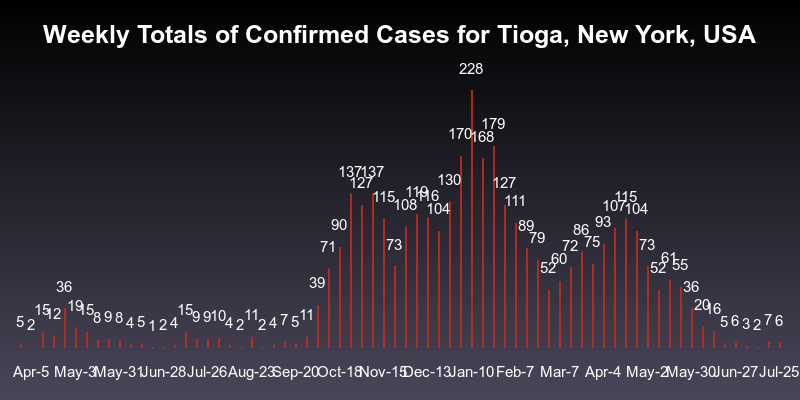 Weekly Totals of Confirmed Cases for Tioga, New York, USA
5 2 15 12 36 19 15 8 9 8 4 5 1 2 4 15 9 9 10 4 2 11 2 4 7 5 11 39 71 90 137 127 137 115 73 108 119 116 104 130 170 228 168 179 127 111 89 79 52 60 72 86 75 93 107 115 104 73 52 61 55 36 20 16 5 6 3 2 7 6
Apr-5 May-3 May-31 Jun-28 Jul-26 Aug-23 Sep-20 Oct-18 Nov-15 Dec-13 Jan-10 Feb-7 Mar-7 Apr-4 May-2 May-30 Jun-27 Jul-25